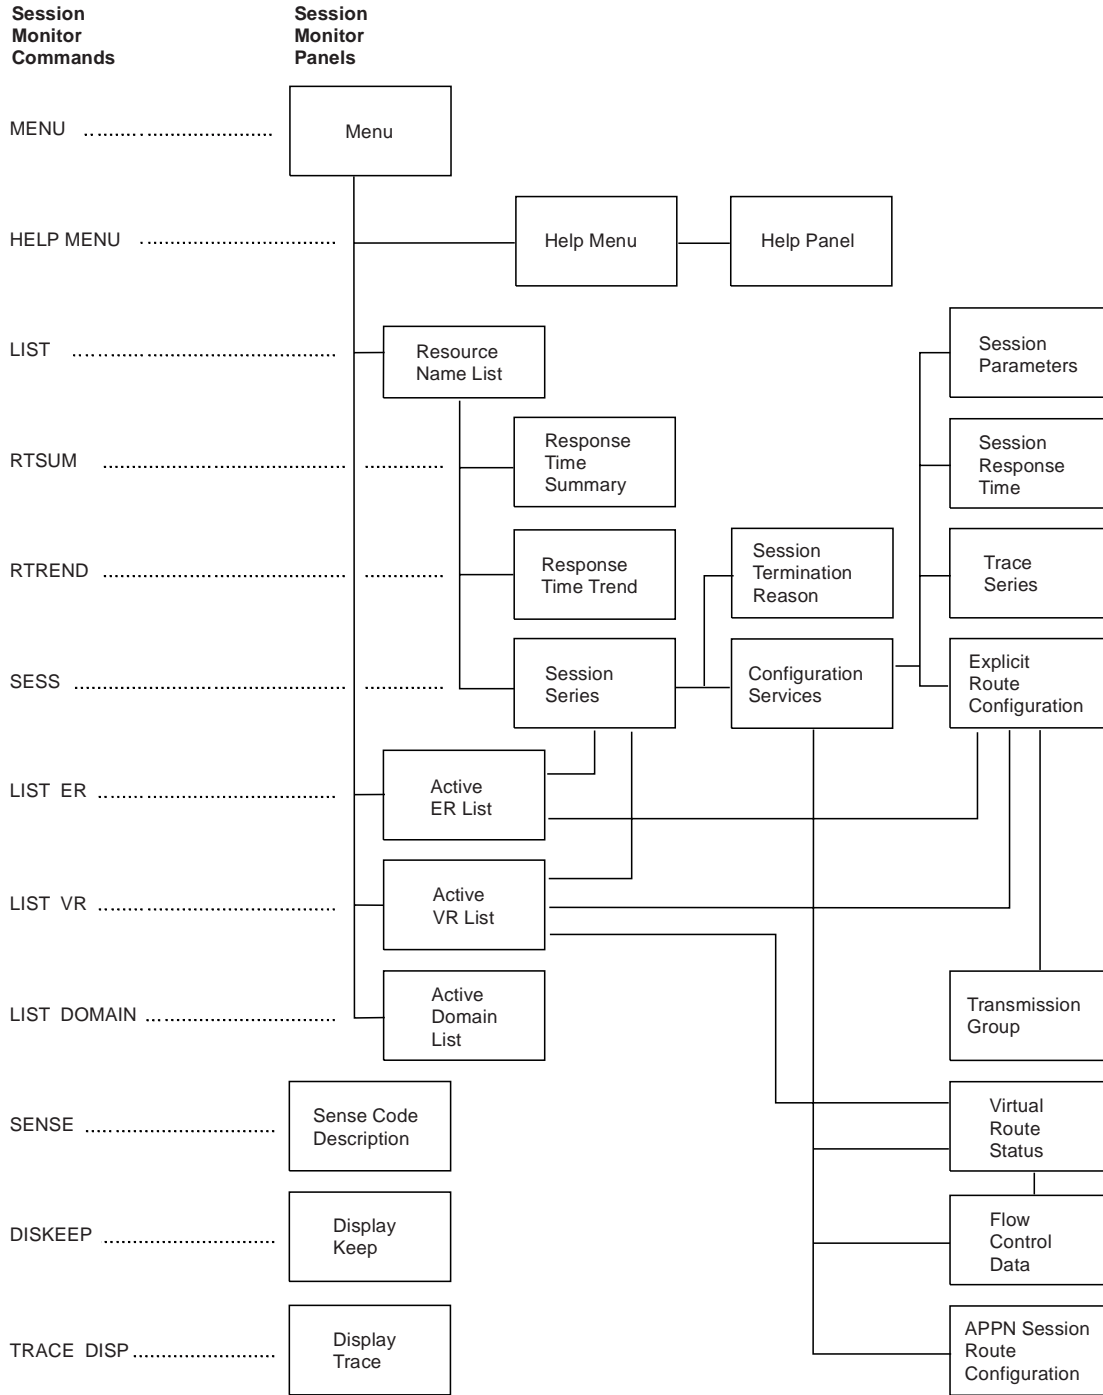 Session
Monitor
Commands
Session
Monitor
Panels
MENU
Menu
HELP MENU
Help Menu
Help Panel
LIST
Resource
Name List
Session
Parameters
RTSUM
Response
Time
Summary
Session
Response
Time
RTREND
Response
Time Trend
Session
Termination
Reason
Trace
Series
SESS
Session
Series
Configuration
Services
Explicit
Route
Configuration
LIST ER
Active
ER List
LIST VR
Active
VR List
LIST DOMAIN
Active
Domain
List
Transmission
Group
SENSE
Sense Code
Description
Virtual
Route
Status
DISKEEP
Display
Keep
Flow
Control
Data
TRACE DISP
Display
Trace
APPN Session
Route
Configuration